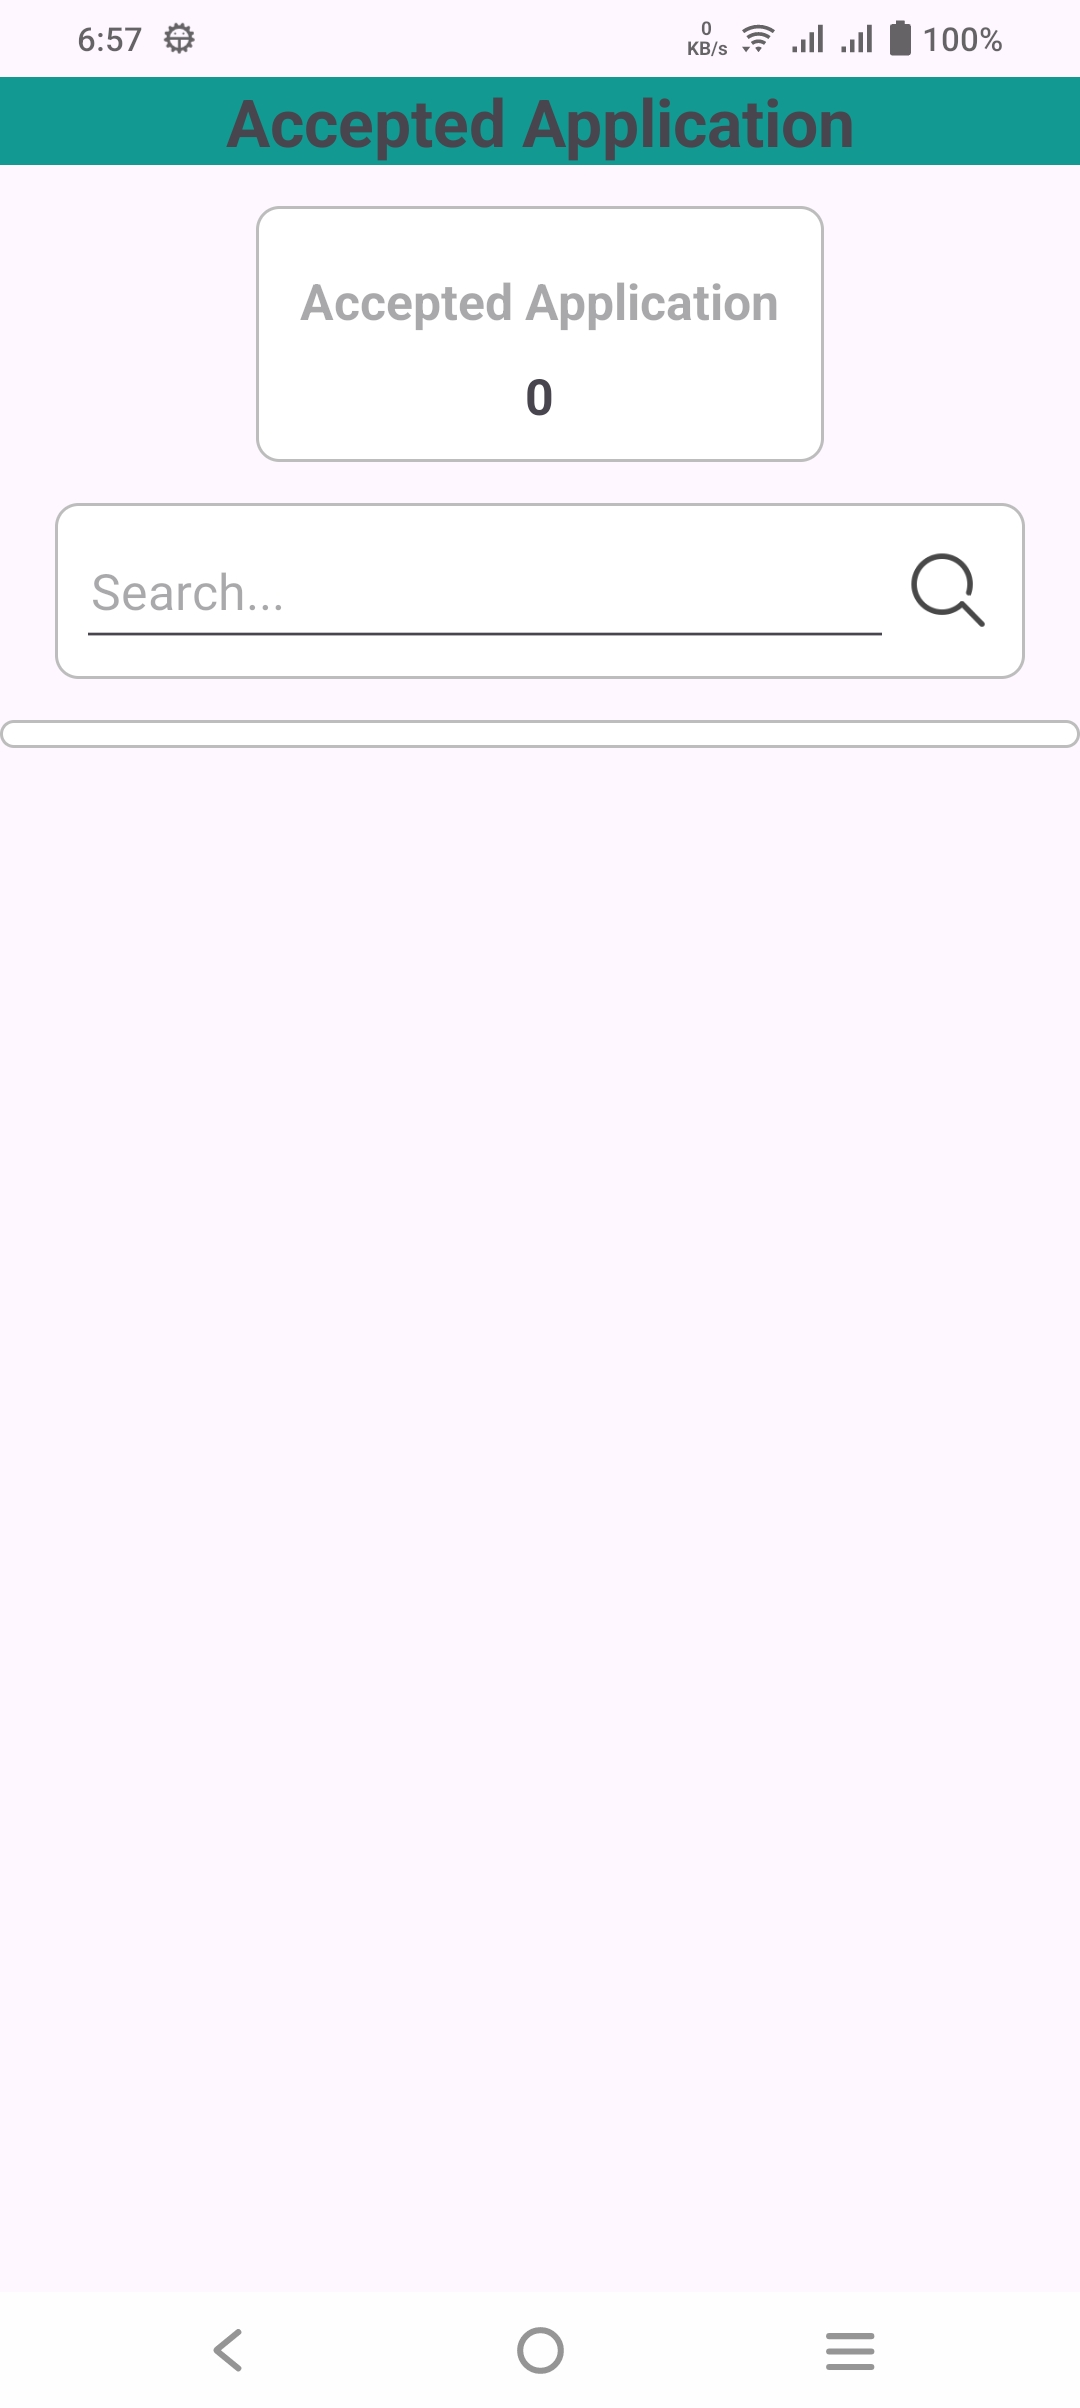 6:57
0
KB/s
100%
Accepted Application
Accepted Application
0
Search...